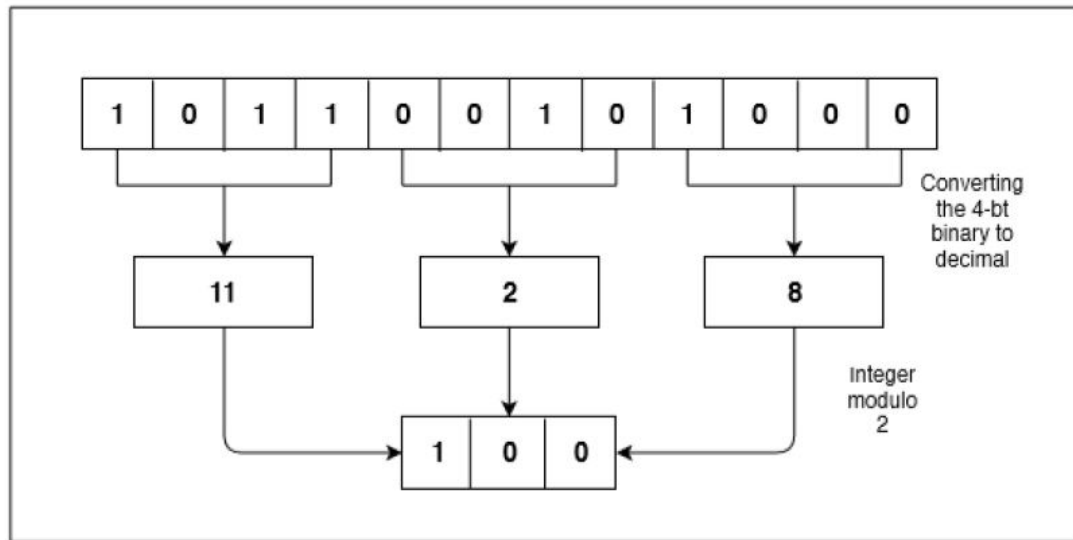 1 0 1 1 0 0 1 0 1 0 0 0
Converting
the 4-bt
binary to
decimal
11 2 8
Integer
modulo
2
1 0 0